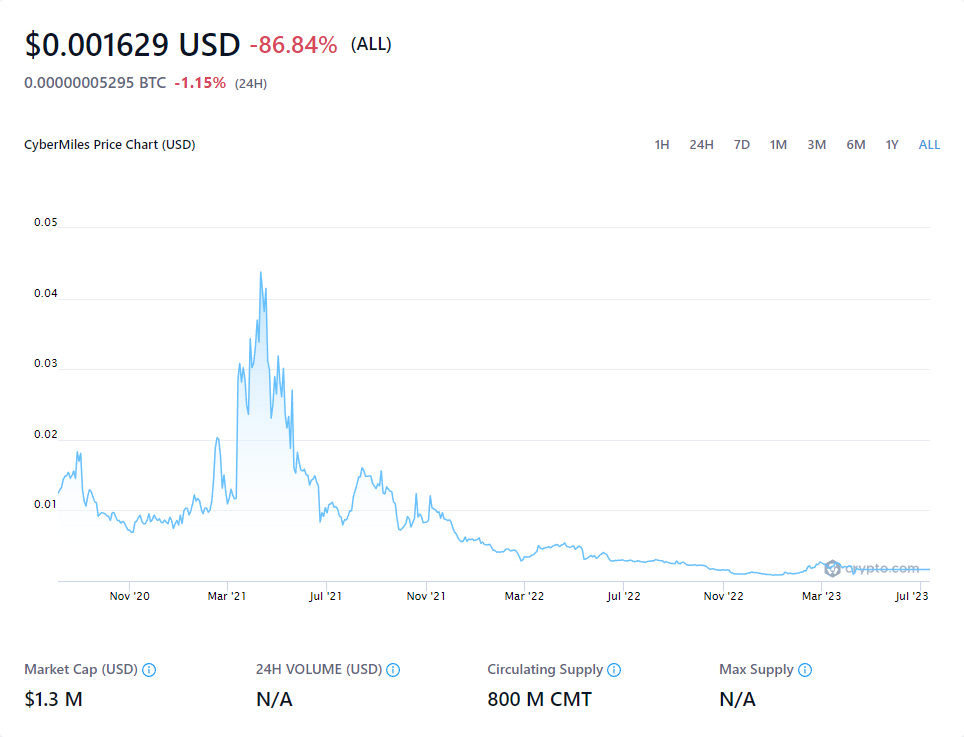 $0.001629 USD -86.84% (ALL)
0.00000005295 BTC -1.15% (24H)
CyberMiles Price Chart (USD) 1H 24H 7D 1M 3M 6M 1Y ALL
0.05
0.04
0.03
0.02
0.01
crypto.com
Nov '20 Mar '21 Jul '21 Nov '21 Mar '22 Jul '22 Nov '22 Mar '23 Jul '23
Market Cap (USD) 24H VOLUME (USD) Circulating Supply Max Supply
$1.3 M N/A 800 M CMT N/A